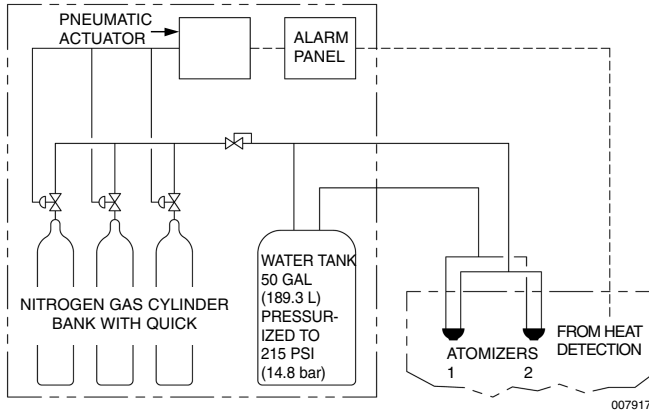 PNEUMATIC
ACTUATOR
ALARM
PANEL
WATER TANK
50 GAL
(189.3 L)
PRESSUR-
IZED TO
215 PSI
(14.8 bar)
NITROGEN GAS CYLINDER
BANK WITH QUICK
ATOMIZERS
1 2
FROM HEAT
DETECTION
007917